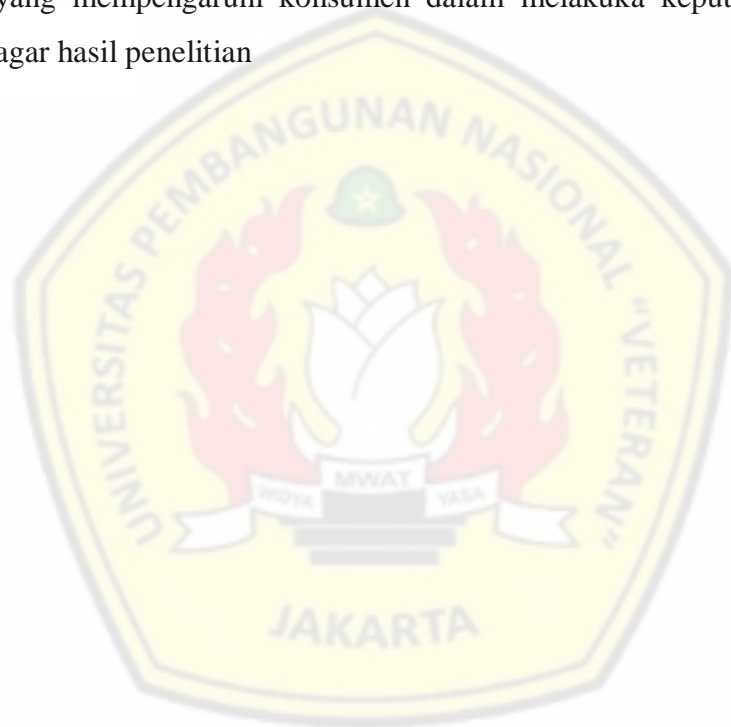 yang mempengaruhi konsumen dalam melakuka keput
agar hasil penelitian
UNIVERSITAS PEMBANGUNAN NASIONAL "VETERAN"
WIDYA MWAT YASA
JAKARTA